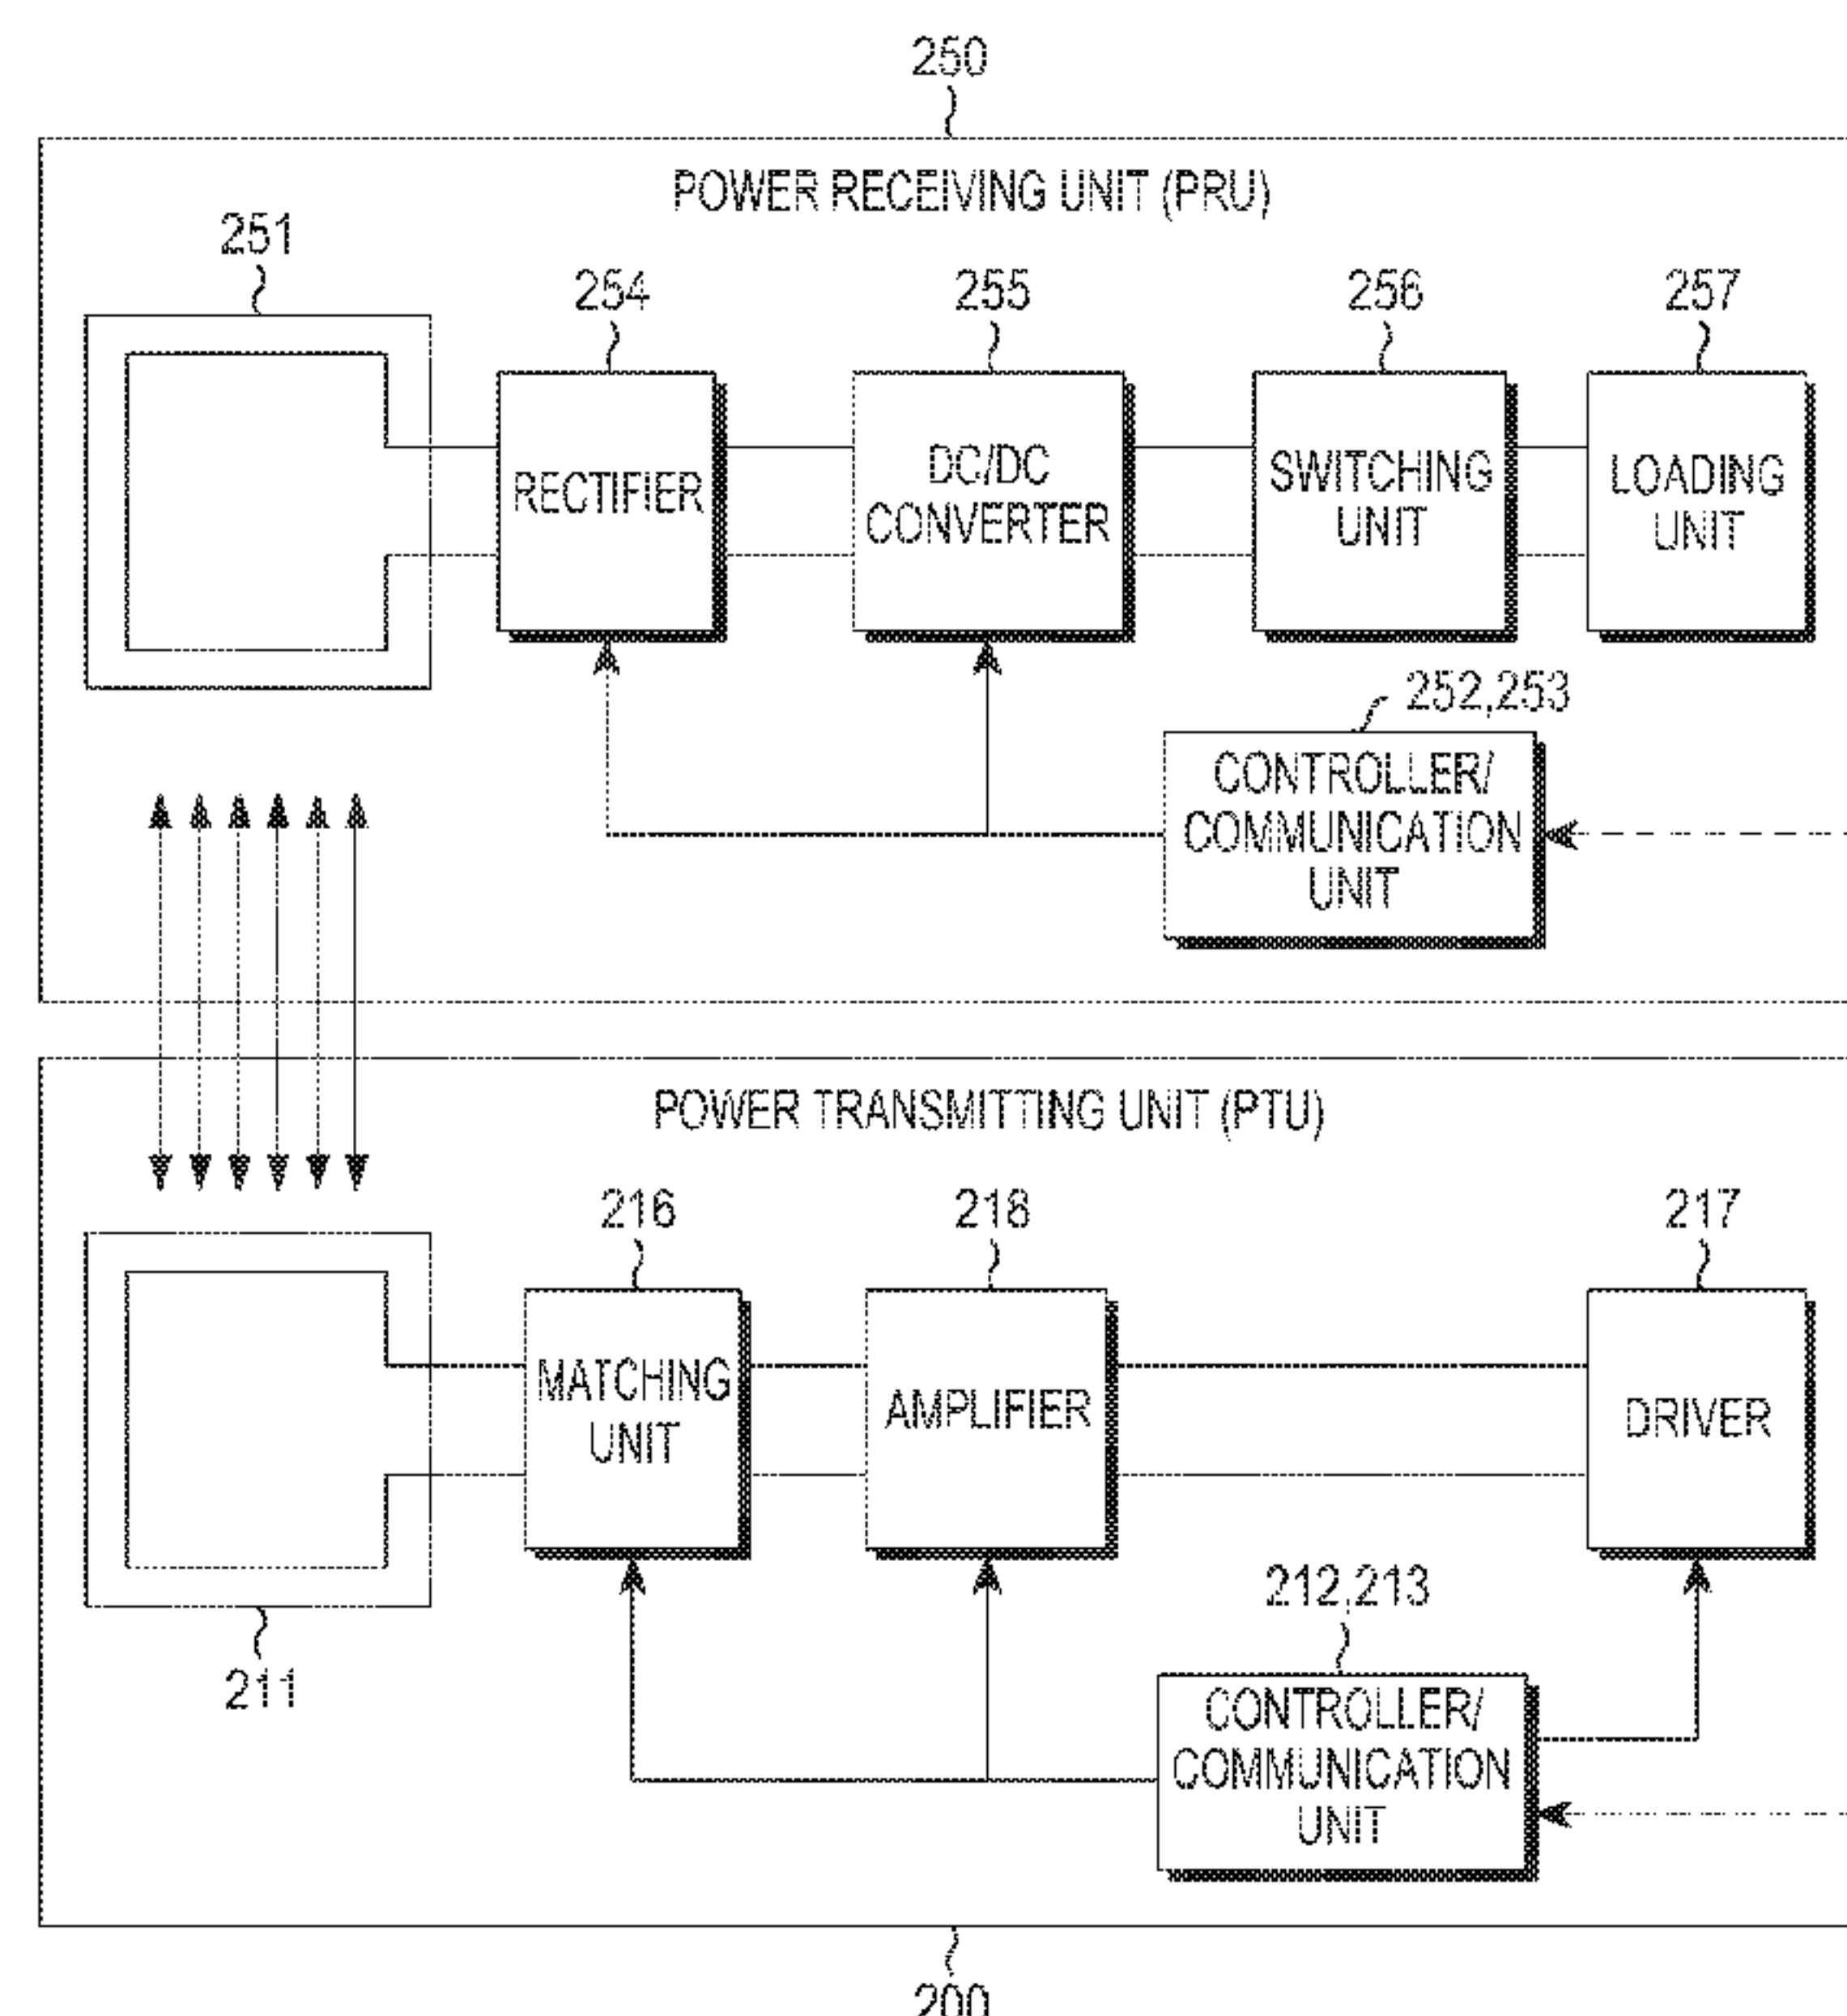 250
POWER RECEIVING UNIT (PRU)
251
254
255
256
257
RECTIFIER
DC/DC
CONVERTER
SWITCHING
UNIT
LOADING
UNIT
252,253
CONTROLLER/
COMMUNICATION
UNIT
POWER TRANSMITTING UNIT (PTU)
216
218
217
MATCHING
UNIT
AMPLIFIER
DRIVER
212,213
211
CONTROLLER/
COMMUNICATION
UNIT
200